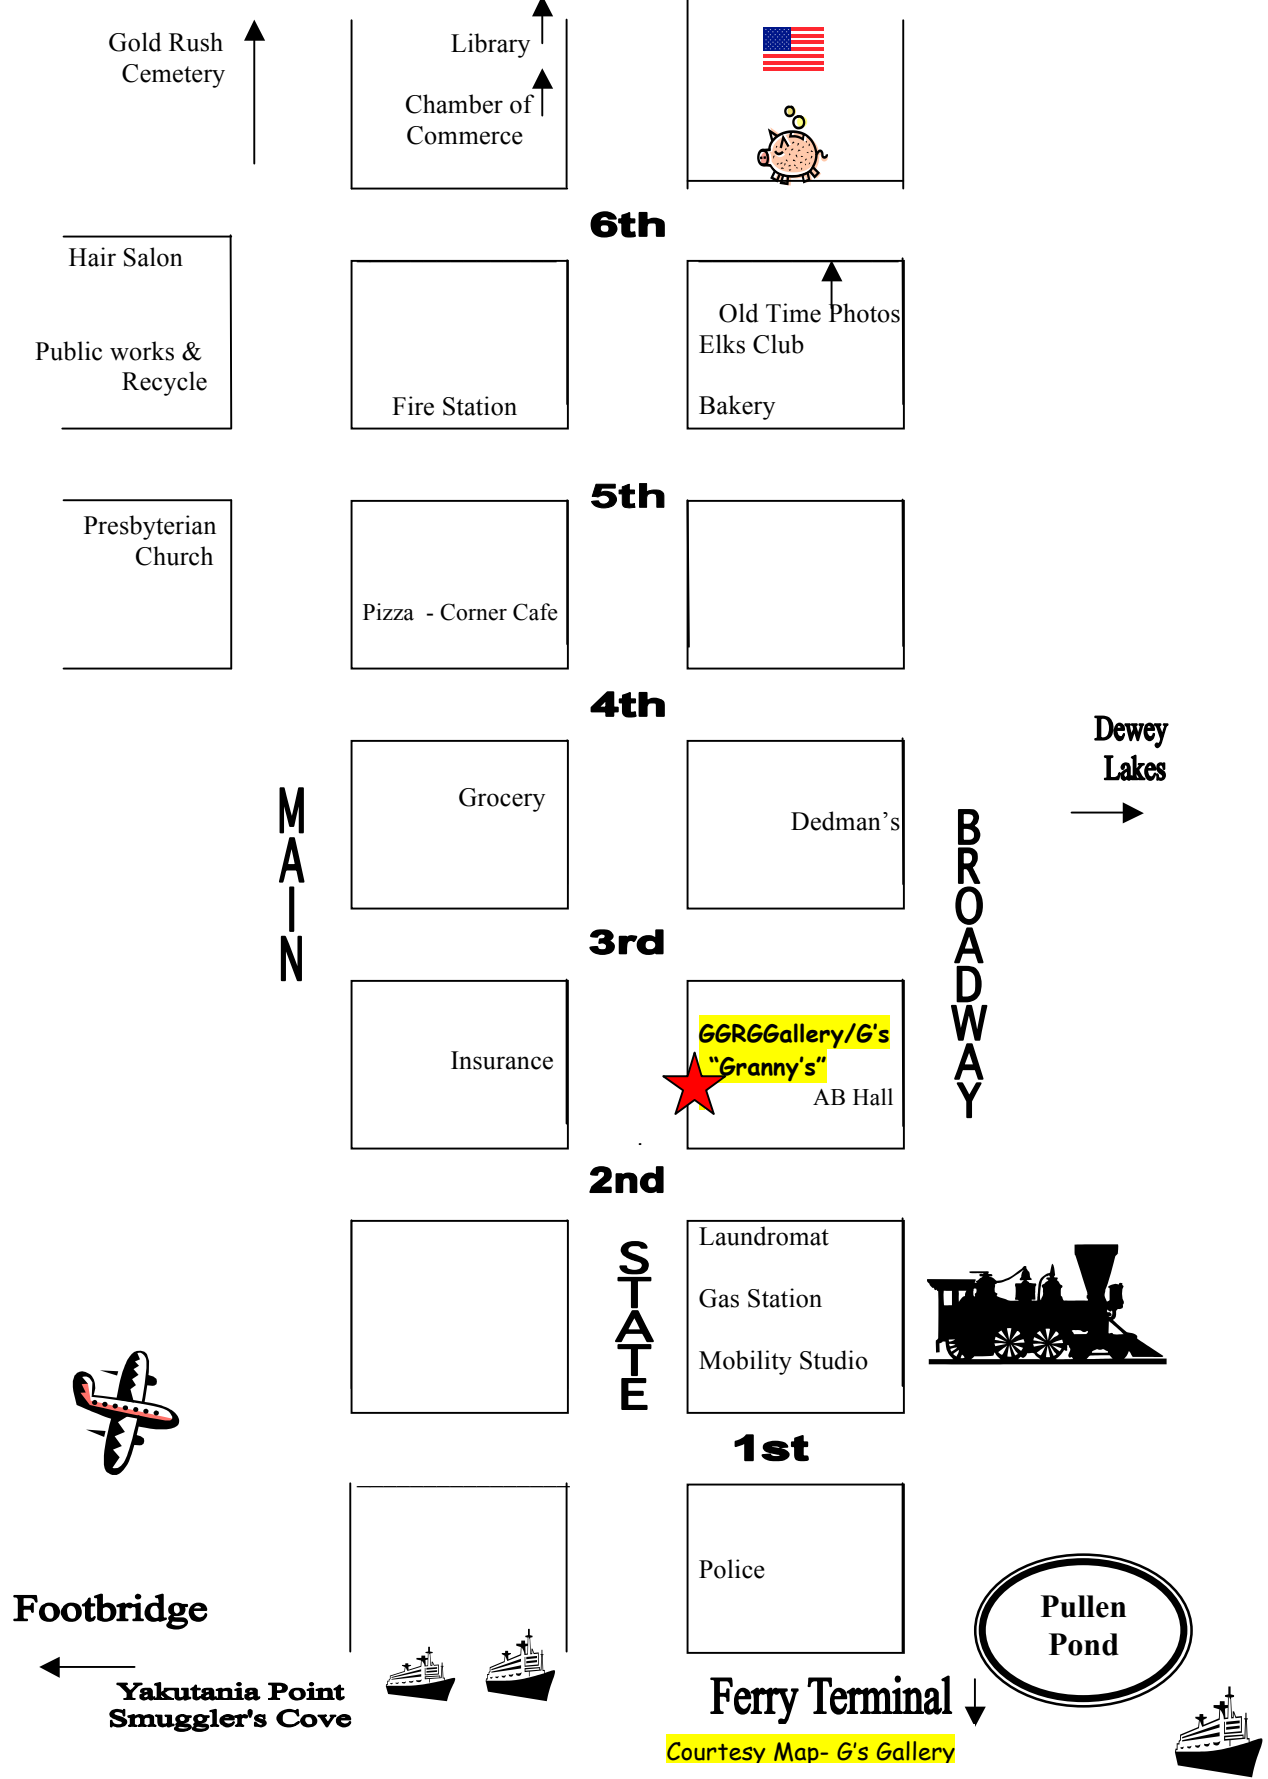 Gold Rush
Cemetery
Library
Chamber of
Commerce
6th
Hair Salon
Public works &
Recycle
Fire Station
Old Time Photos
Elks Club
Bakery
5th
Presbyterian
Church
Pizza - Corner Cafe
4th
Dewey
Lakes
MAIN
Grocery
Dedman’s
BROADWAY
3rd
Insurance
GGRGGallery/G’s
“Granny’s”
AB Hall
2nd
STATE
Laundromat
Gas Station
Mobility Studio
1st
Police
Footbridge
Pullen
Pond
Yakutania Point
Smuggler's Cove
Ferry Terminal
Courtesy Map- G’s Gallery